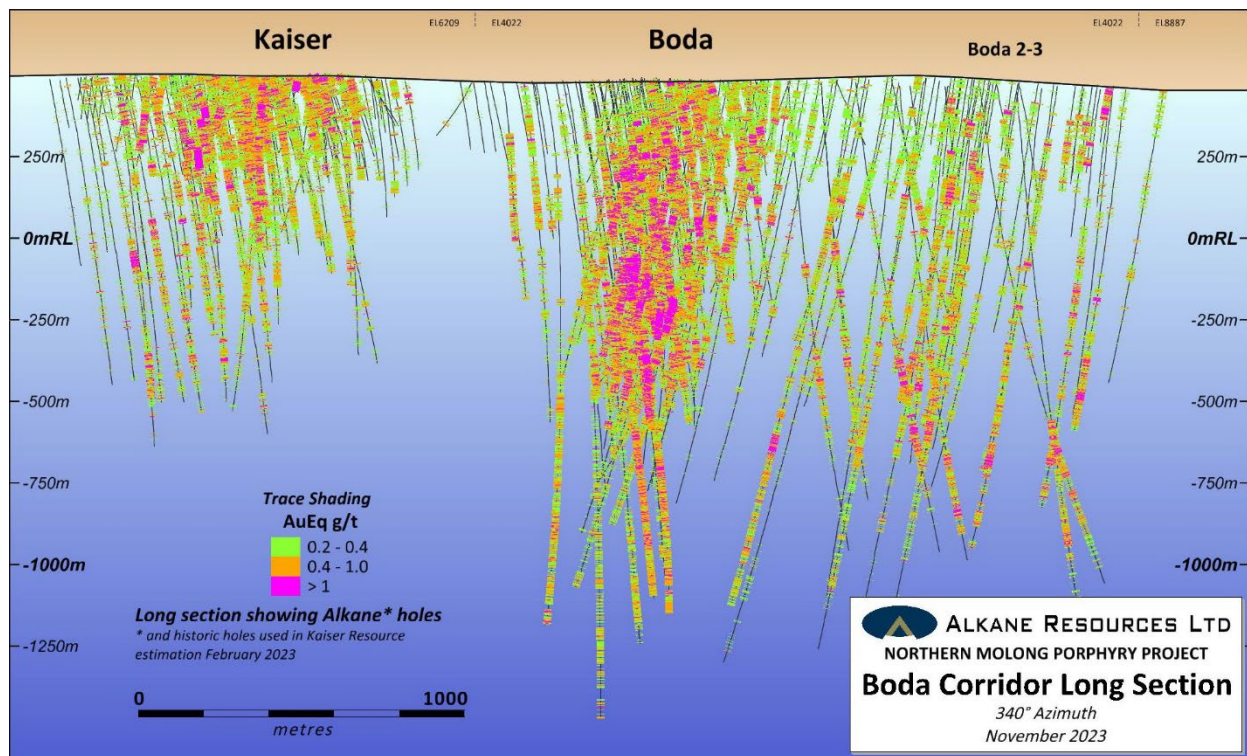 EL6209 EL4022
EL4022 EL8887
Kaiser
Boda
Boda 2-3
250m
250m
0mRL
0mRL
-250m
-250m
-500m
-500m
-750m
-750m
-1000m
-1000m
-1250m
Trace Shading
AuEq g/t
0.2 - 0.4
0.4 - 1.0
> 1
Long section showing Alkane* holes
* and historic holes used in Kaiser Resource
estimation February 2023
0 1000
metres
ALKANE RESOURCES LTD
NORTHERN MOLONG PORPHYRY PROJECT
Boda Corridor Long Section
340° Azimuth
November 2023